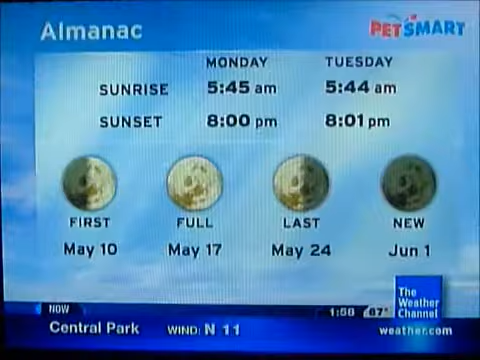 Almanac
PETSMART
MONDAY TUESDAY
SUNRISE 5:45 am 5:44 am
SUNSET 8:00 pm 8:01 pm
FIRST FULL LAST NEW
May 10 May 17 May 24 Jun 1
The
Weather
Channel
NOW 1:58 67°
Central Park WIND: N 11 weather.com